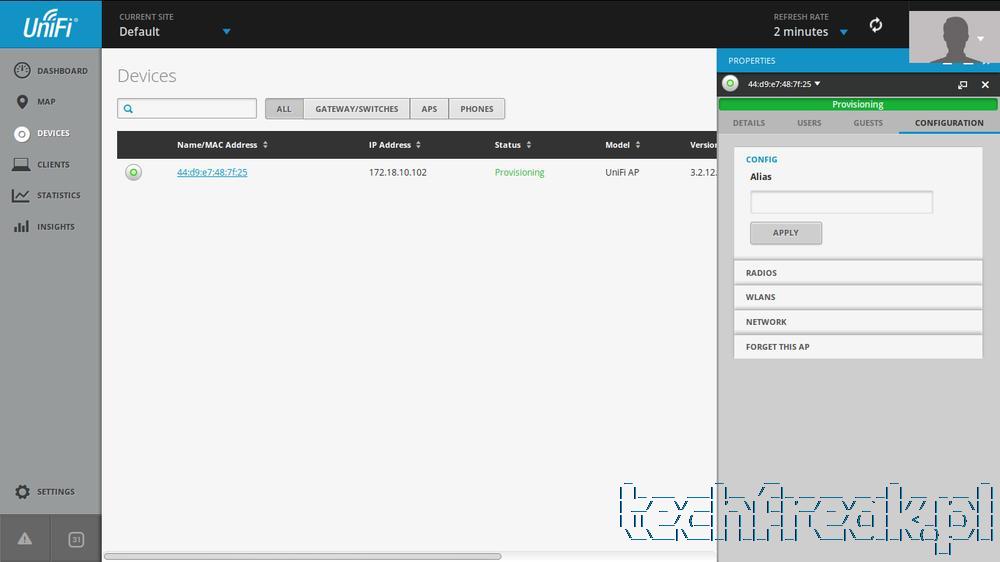 UniFi
CURRENT SITE
Default
REFRESH RATE
2 minutes
DASHBOARD
MAP
DEVICES
CLIENTS
STATISTICS
INSIGHTS
SETTINGS
31
Devices
ALL GATEWAY/SWITCHES APS PHONES
Name/MAC Address IP Address Status Model Version
44:d9:e7:48:7f:25 172.18.10.102 Provisioning UniFi AP 3.2.12.
PROPERTIES
44:d9:e7:48:7f:25
Provisioning
DETAILS USERS GUESTS CONFIGURATION
CONFIG
Alias
APPLY
RADIOS
WLANS
NETWORK
FORGET THIS AP
techfreak.pl